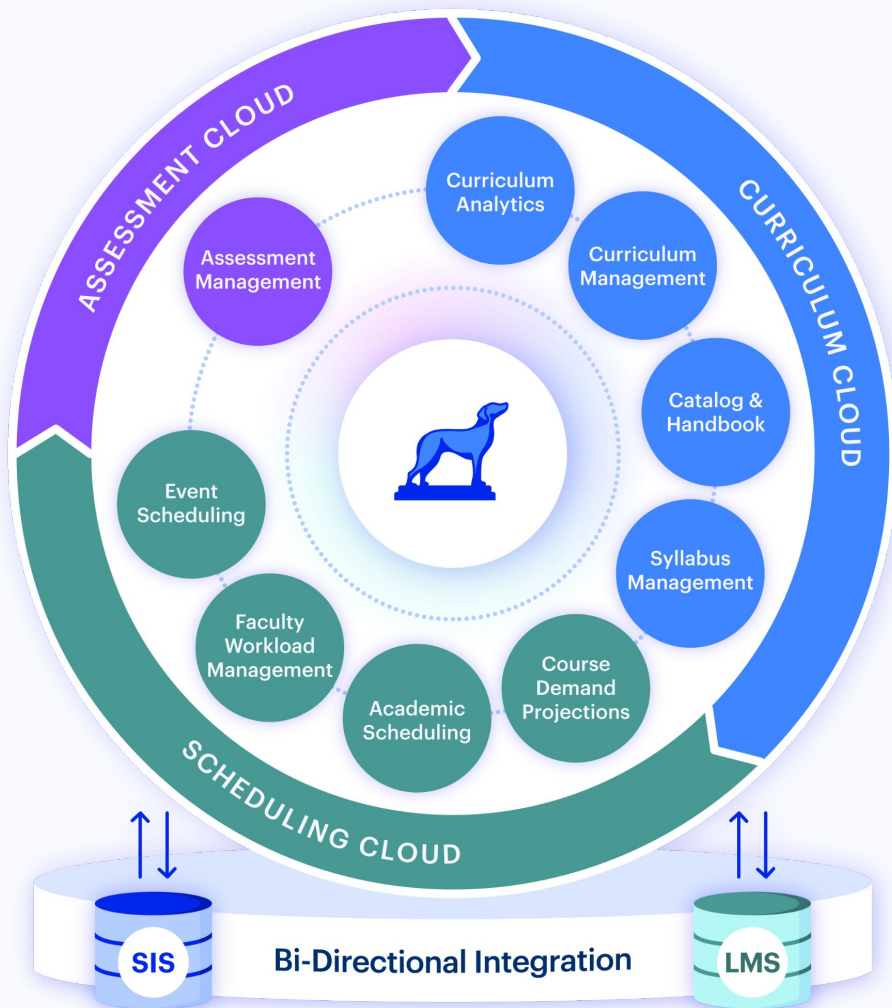 ASSESSMENT CLOUD
CURRICULUM CLOUD
Curriculum
Analytics
Curriculum
Management
Assessment
Management
Catalog &
Handbook
Event
Scheduling
Syllabus
Management
Faculty
Workload
Management
Course
Demand
Projections
Academic
Scheduling
SCHEDULING CLOUD
SIS
Bi-Directional Integration
LMS